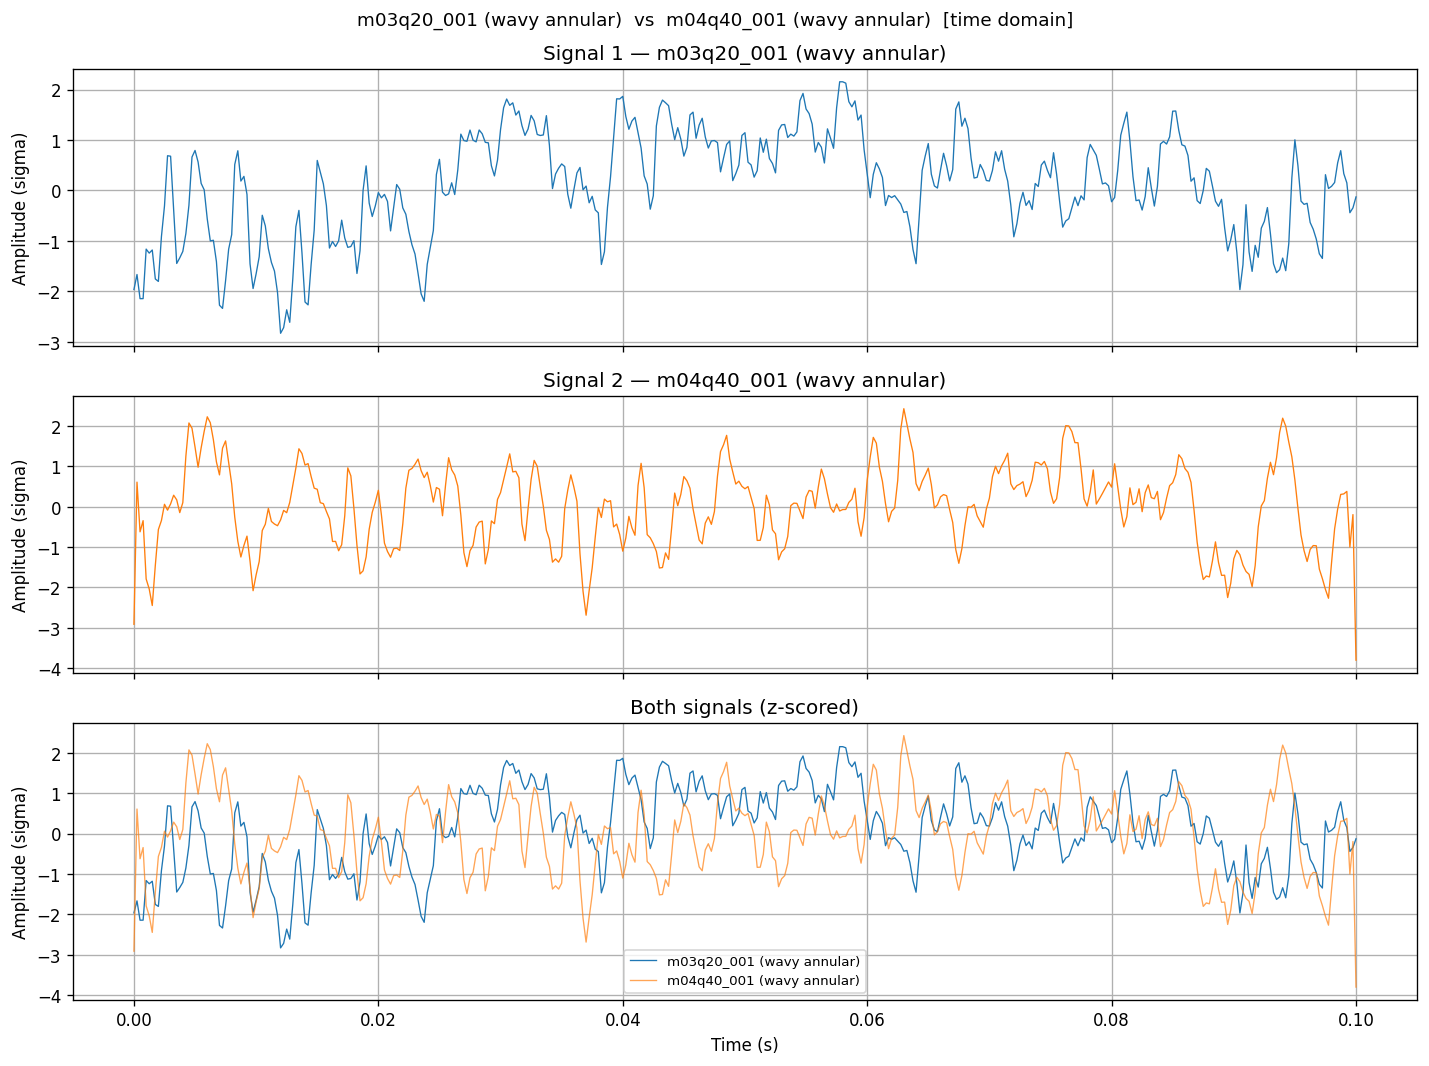 m03q20_001 (wavy annular)  vs  m04q40_001 (wavy annular)  [time domain]
Signal 1 — m03q20_001 (wavy annular)
Amplitude (sigma)
2
1
0
−1
−2
−3
Signal 2 — m04q40_001 (wavy annular)
Amplitude (sigma)
2
1
0
−1
−2
−3
−4
Both signals (z-scored)
Amplitude (sigma)
2
1
0
−1
−2
−3
−4
m03q20_001 (wavy annular)
m04q40_001 (wavy annular)
0.00 0.02 0.04 0.06 0.08 0.10
Time (s)